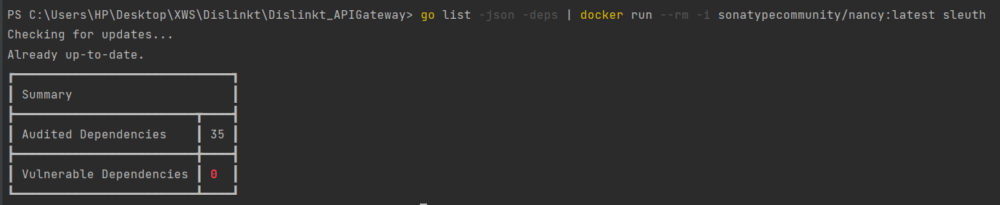 PS C:\Users\HP\Desktop\XWS\Dislinkt\Dislinkt_APIGateway> go list -json -deps | docker run --rm -i sonatypecommunity/nancy:latest sleuth
Checking for updates...
Already up-to-date.
Summary
Audited Dependencies 35
Vulnerable Dependencies 0